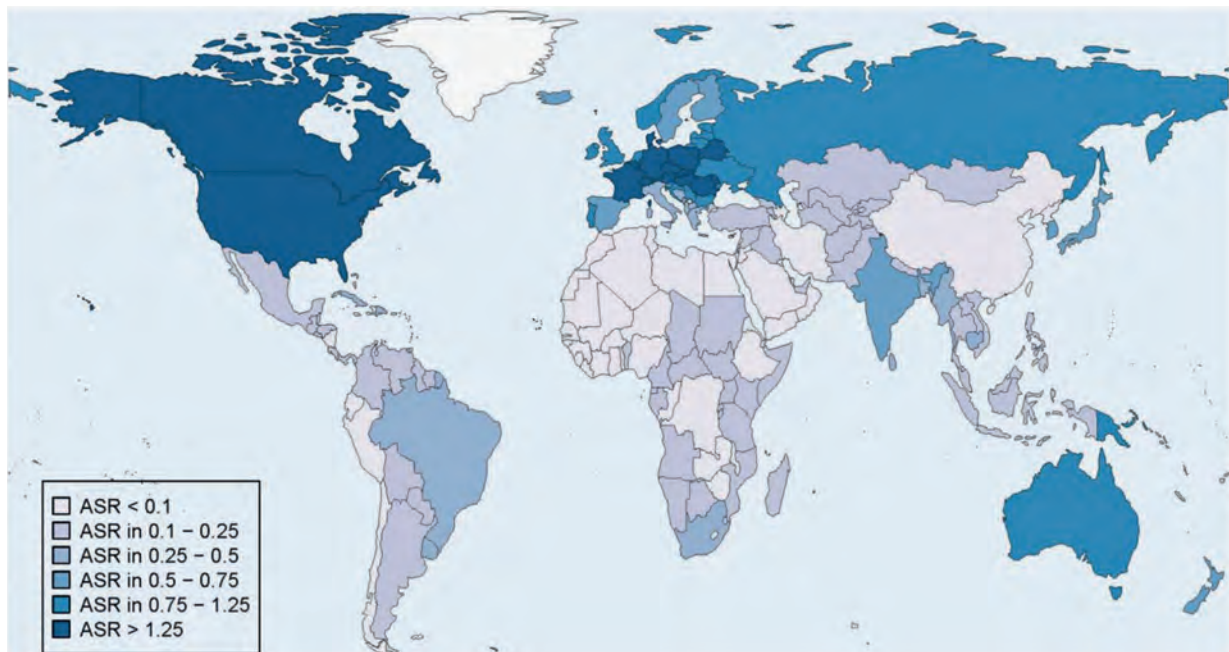 ASR < 0.1
ASR in 0.1 − 0.25
ASR in 0.25 − 0.5
ASR in 0.5 − 0.75
ASR in 0.75 − 1.25
ASR > 1.25